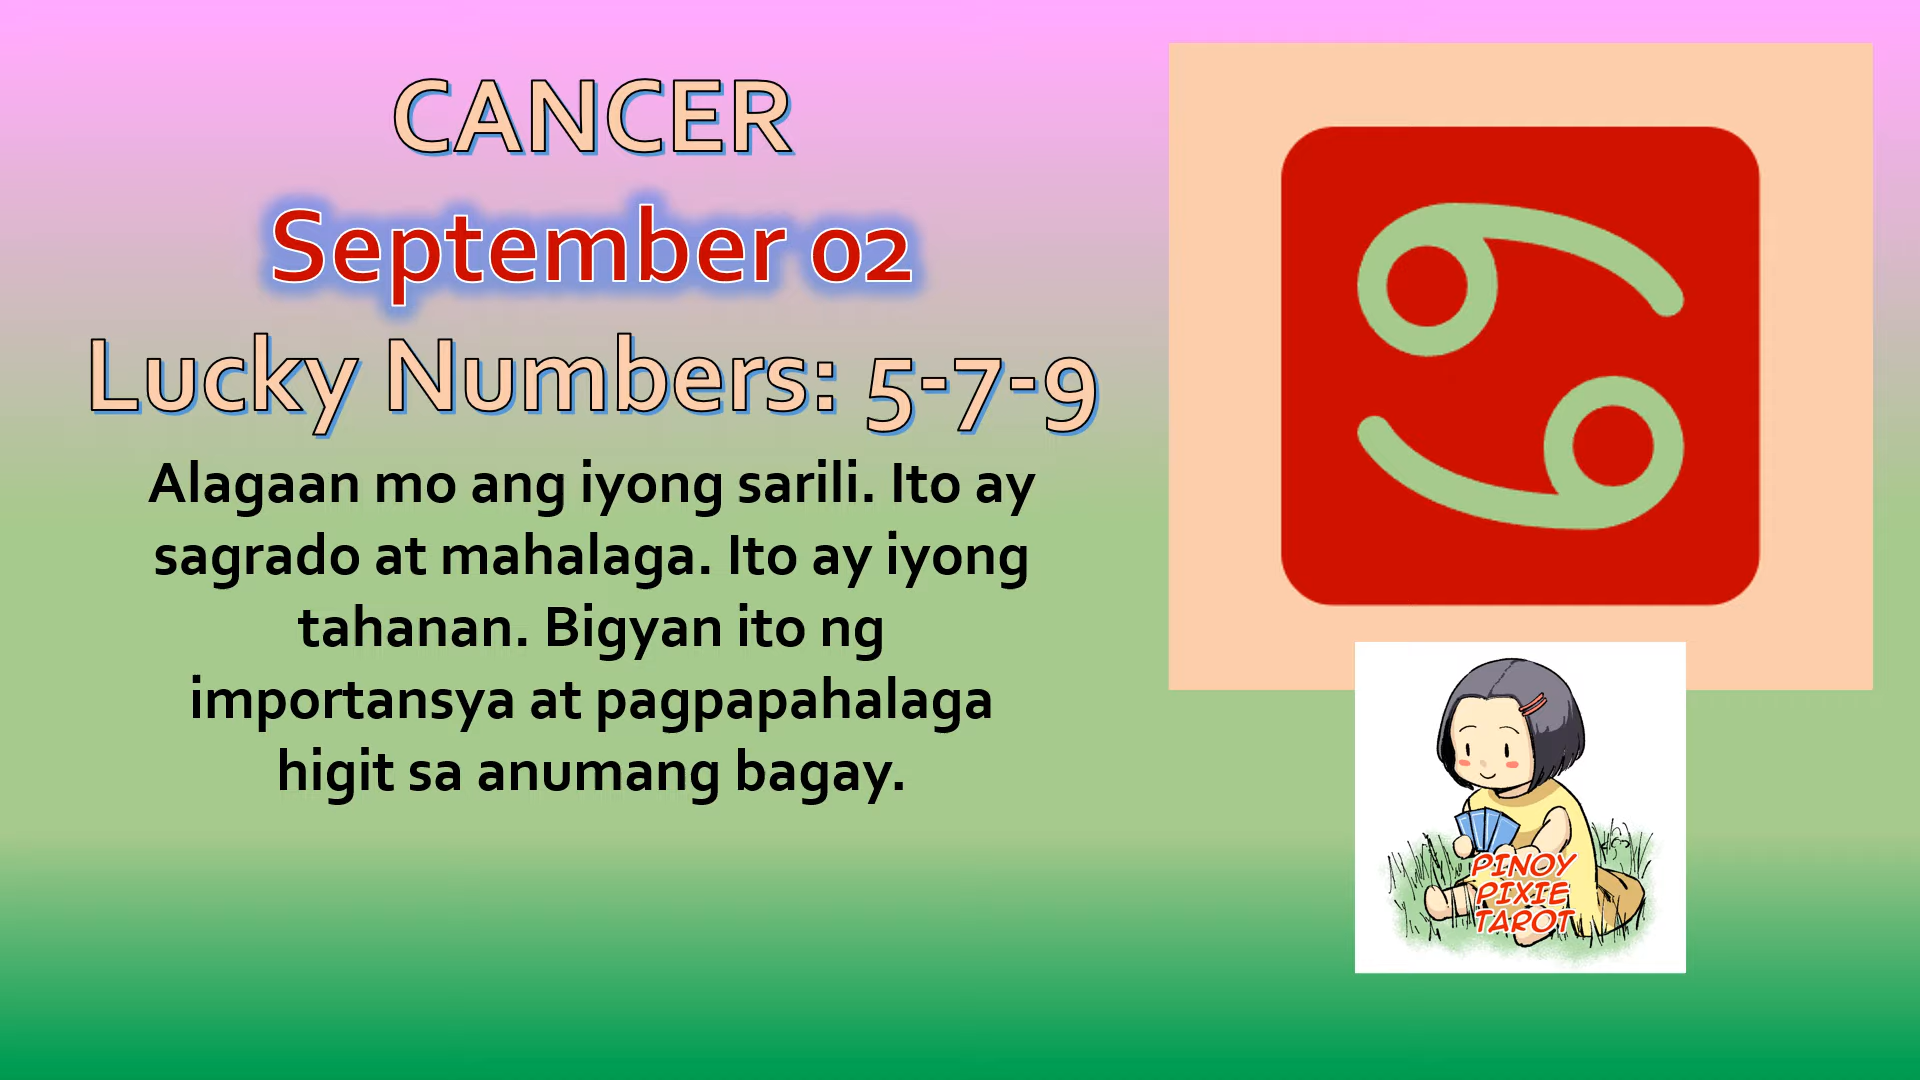 CANCER
September 02
Lucky Numbers: 5-7-9
Alagaan mo ang iyong sarili. Ito ay
sagrado at mahalaga. Ito ay iyong
tahanan. Bigyan ito ng
importansya at pagpapahalaga
higit sa anumang bagay.
PINOY
PIXIE
TAROT